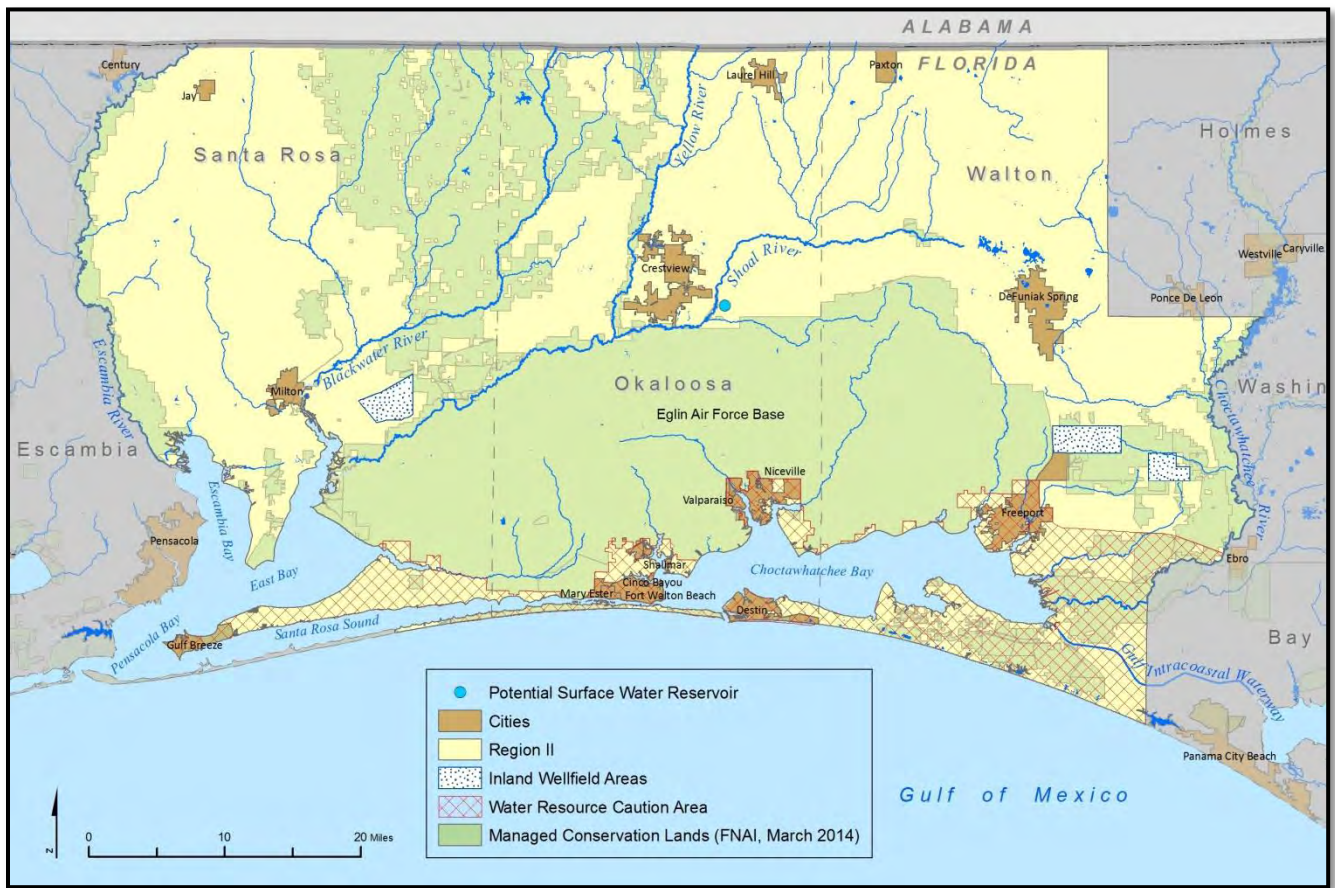 ALABAMA
FLORIDA
Century
Jay
Laurel Hill
Paxton
Holmes
Santa Rosa
Yellow River
Walton
Crestview
Shoal River
Westville
Caryville
DeFuniak Spring
Ponce De Leon
Escambia River
Blackwater River
Milton
Okaloosa
Choctawhatchee River
Washin
Eglin Air Force Base
Escambia
Niceville
Valparaiso
Freeport
Pensacola
Escambia Bay
East Bay
Shalimar
Cinco Bayou
Choctawhatchee Bay
Ebro
Mary Ester
Fort Walton Beach
Destin
Santa Rosa Sound
Gulf Breeze
Pensacola Bay
Bay
Gulf Intracoastal Waterway
Panama City Beach
Gulf of Mexico
Potential Surface Water Reservoir
Cities
Region II
Inland Wellfield Areas
Water Resource Caution Area
Managed Conservation Lands (FNAI, March 2014)
N
0 10 20 Miles